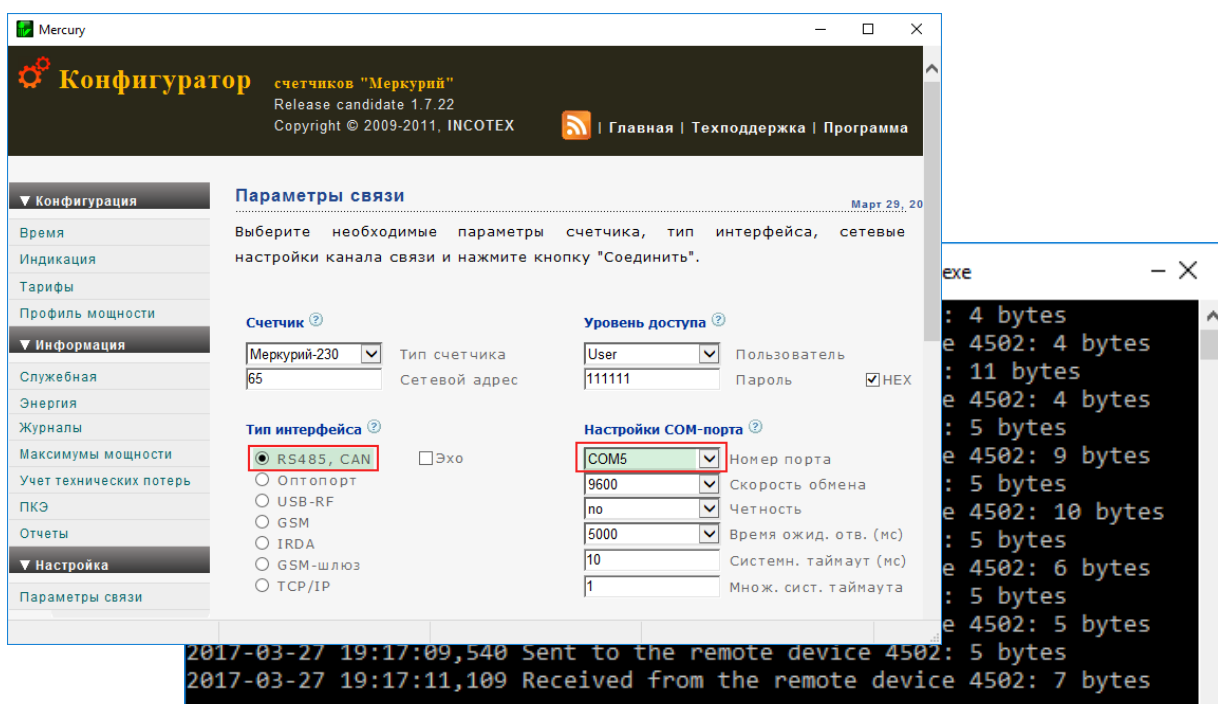 Mercury
Конфигуратор счетчиков "Меркурий"
Release candidate 1.7.22
Copyright © 2009-2011, INCOTEX
| Главная | Техподдержка | Программа
▼ Конфигурация
Время
Индикация
Тарифы
Профиль мощности
▼ Информация
Служебная
Энергия
Журналы
Максимумы мощности
Учет технических потерь
ПКЭ
Отчеты
▼ Настройка
Параметры связи
Параметры связи
Март 29, 20
Выберите необходимые параметры счетчика, тип интерфейса, сетевые
настройки канала связи и нажмите кнопку "Соединить".
Счетчик ?
Меркурий-230 Тип счетчика
65 Сетевой адрес
Уровень доступа ?
User Пользователь
111111 Пароль HEX
Тип интерфейса ?
RS485, CAN Эхо
Оптопорт
USB-RF
GSM
IRDA
GSM-шлюз
TCP/IP
Настройки COM-порта ?
COM5 Номер порта
9600 Скорость обмена
no Четность
5000 Время ожид. отв. (мс)
10 Системн. таймаут (мс)
1 Множ. сист. таймаута
exe
: 4 bytes
e 4502: 4 bytes
: 11 bytes
e 4502: 4 bytes
: 5 bytes
e 4502: 9 bytes
: 5 bytes
e 4502: 10 bytes
: 5 bytes
e 4502: 6 bytes
: 5 bytes
e 4502: 5 bytes
2017-03-27 19:17:09,540 Sent to the remote device 4502: 5 bytes
2017-03-27 19:17:11,109 Received from the remote device 4502: 7 bytes